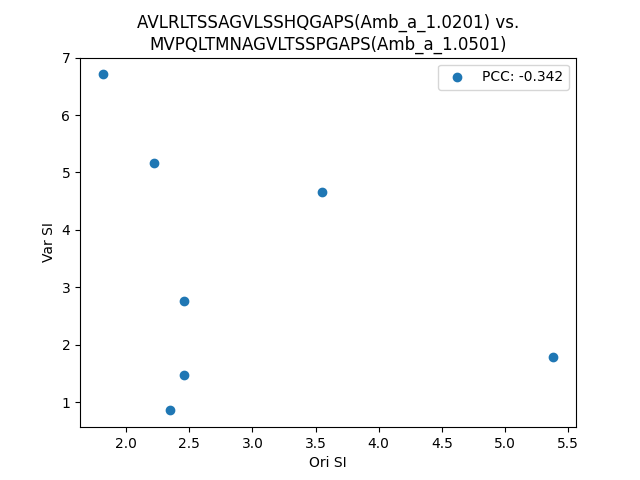 AVLRLTSSAGVLSSHQGAPS(Amb_a_1.0201) vs.
MVPQLTMNAGVLTSSPGAPS(Amb_a_1.0501)
PCC: -0.342
7
6
5
4
3
2
1
Var SI
2.0 2.5 3.0 3.5 4.0 4.5 5.0 5.5
Ori SI